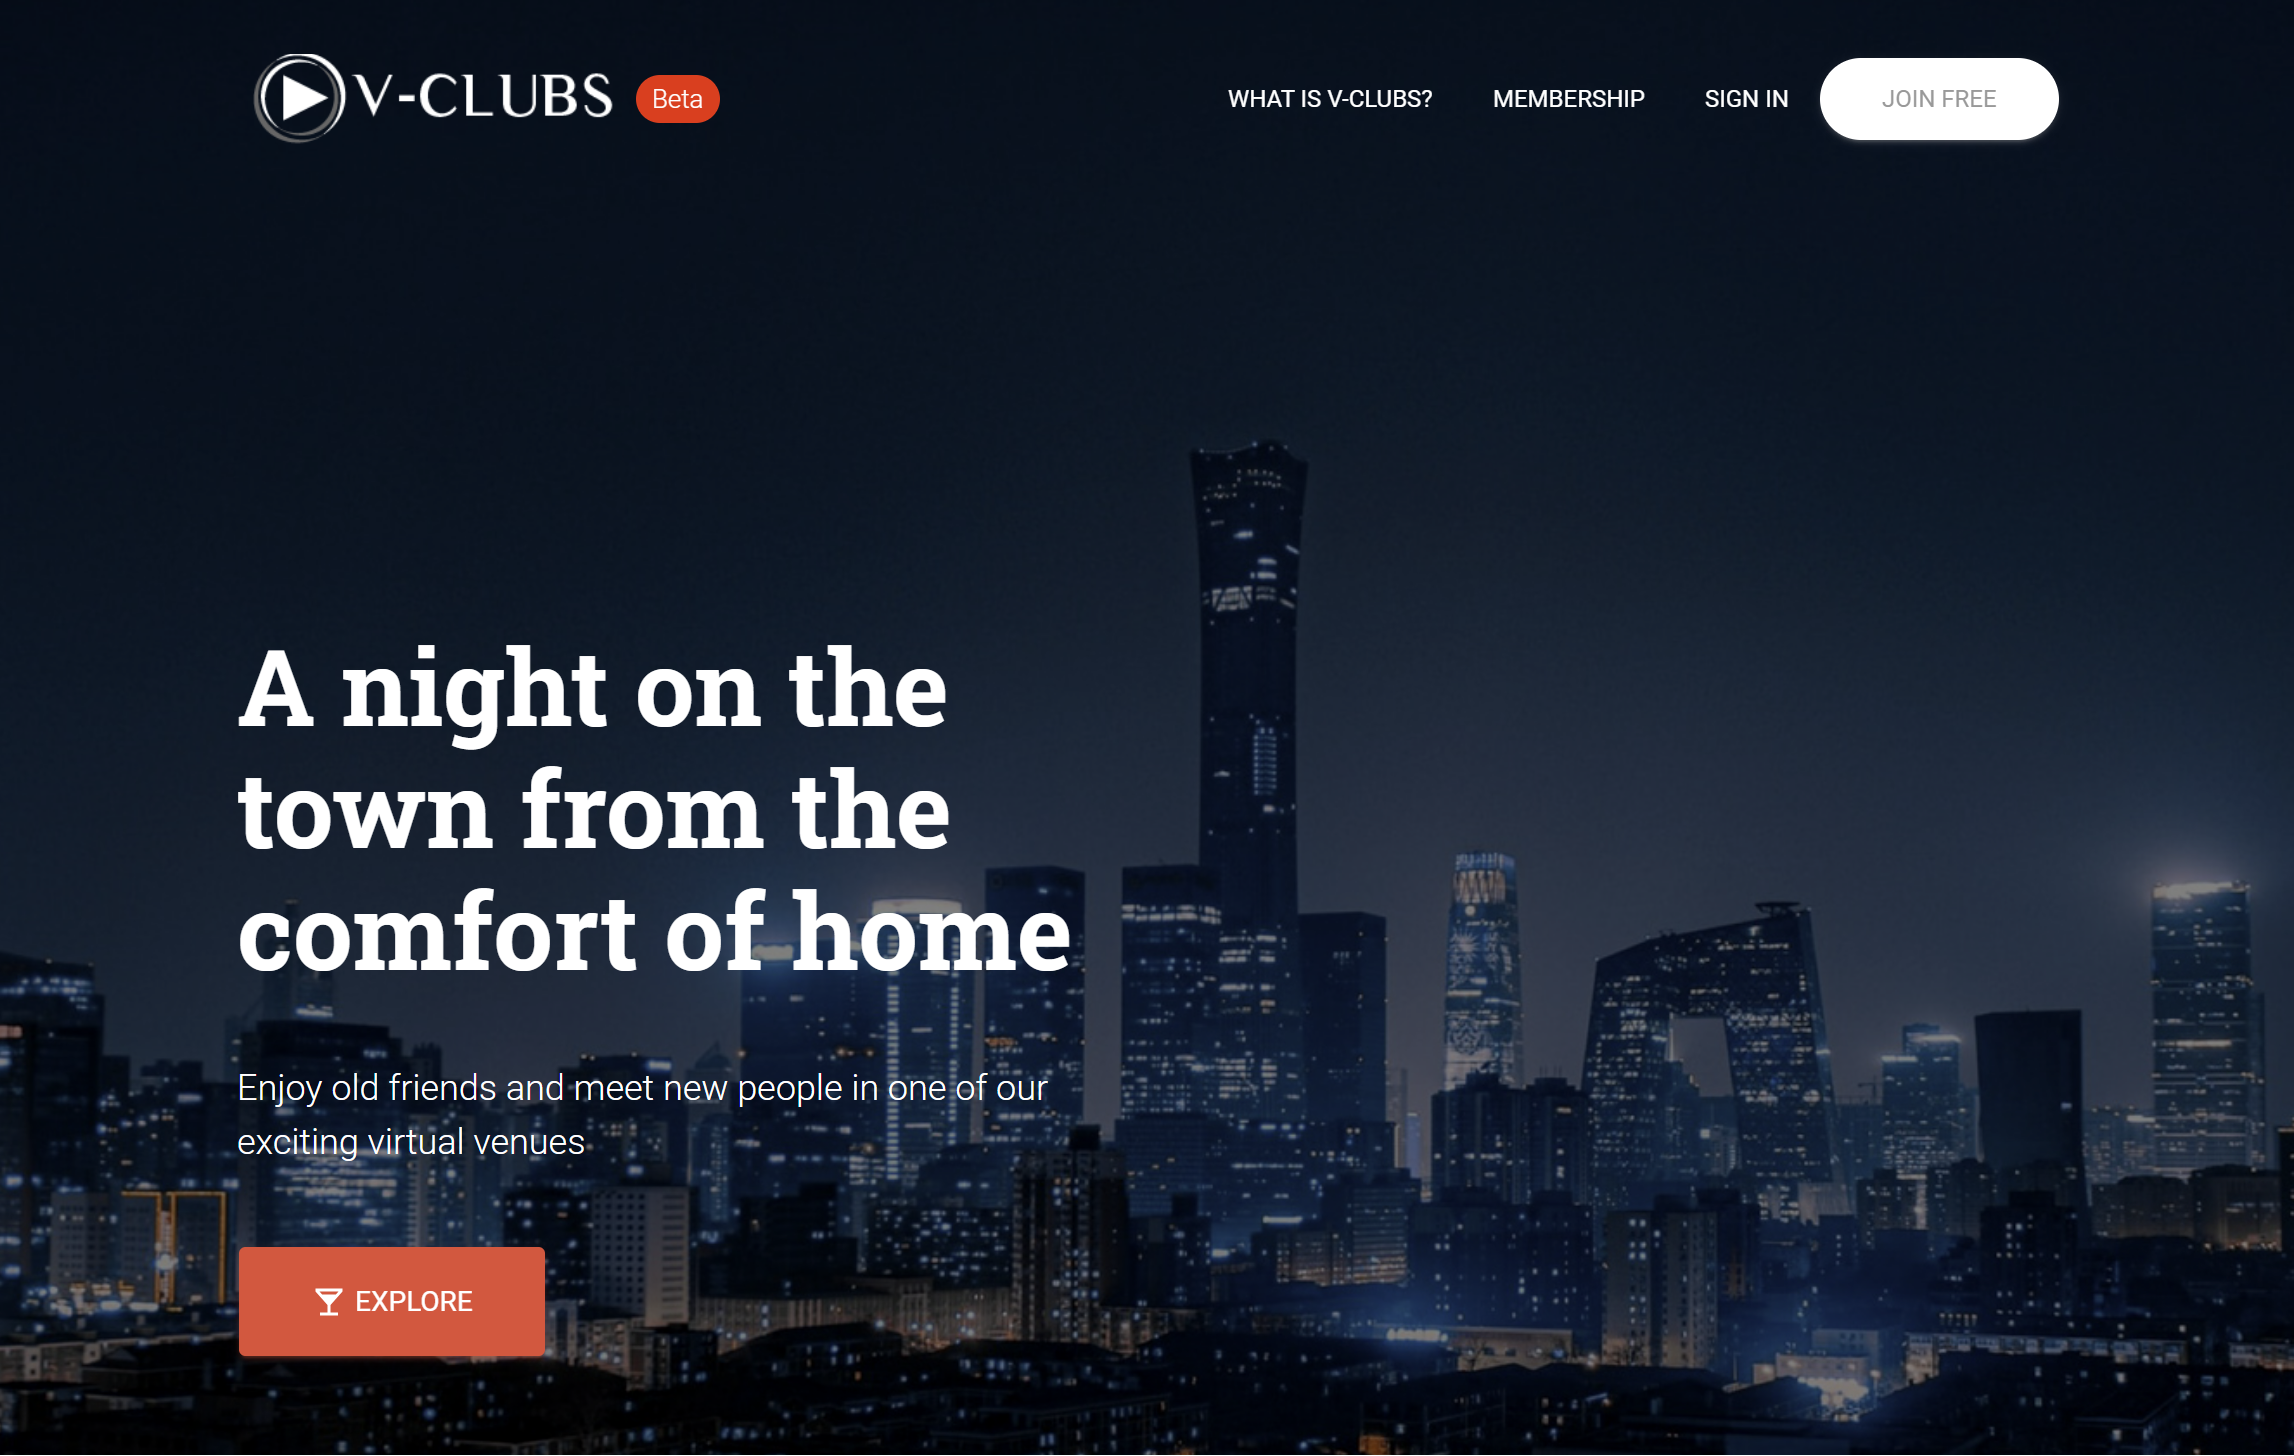 V-CLUBS Beta
WHAT IS V-CLUBS? MEMBERSHIP SIGN IN JOIN FREE
A night on the
town from the
comfort of home
Enjoy old friends and meet new people in one of our
exciting virtual venues
EXPLORE